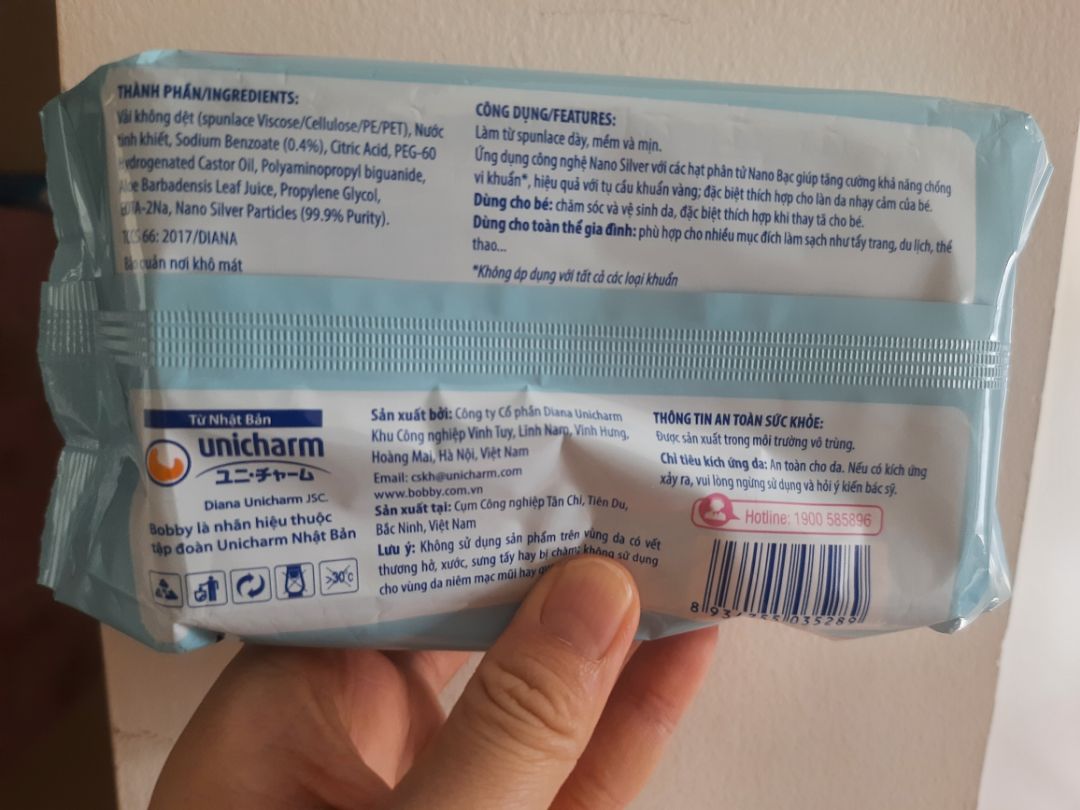 THÀNH PHẦN/INGREDIENTS:
Vải không dệt (spunlace Viscose/Cellulose/PE/PET), Nước
tinh khiết, Sodium Benzoate (0.4%), Citric Acid, PEG-60
Hydrogenated Castor Oil, Polyaminopropyl biguanide,
Aloe Barbadensis Leaf Juice, Propylene Glycol,
EDTA-2Na, Nano Silver Particles (99.9% Purity).
TCCS 66: 2017/DIANA
Bảo quản nơi khô mát
CÔNG DỤNG/FEATURES:
Làm từ spunlace dày, mềm và mịn.
Ứng dụng công nghệ Nano Silver với các hạt phân tử Nano Bạc giúp tăng cường khả năng chống
vi khuẩn*, hiệu quả với tụ cầu khuẩn vàng; đặc biệt thích hợp cho làn da nhạy cảm của bé.
Dùng cho bé: chăm sóc và vệ sinh da, đặc biệt thích hợp khi thay tã cho bé.
Dùng cho toàn thể gia đình: phù hợp cho nhiều mục đích làm sạch như tẩy trang, du lịch, thể
thao...
*Không áp dụng với tất cả các loại khuẩn
Từ Nhật Bản
unicharm
ユニ・チャーム
Diana Unicharm JSC.
Bobby là nhãn hiệu thuộc
tập đoàn Unicharm Nhật Bản
>30°C
Sản xuất bởi: Công ty Cổ phần Diana Unicharm
Khu Công nghiệp Vĩnh Tuy, Lĩnh Nam, Vĩnh Hưng,
Hoàng Mai, Hà Nội, Việt Nam
Email: cskh@unicharm.com
www.bobby.com.vn
Sản xuất tại: Cụm Công nghiệp Tân Chi, Tiên Du,
Bắc Ninh, Việt Nam
Lưu ý: Không sử dụng sản phẩm trên vùng da có vết
thương hở, xước, sưng tấy hay bị chàm; không sử dụng
cho vùng da niêm mạc mũi hay
THÔNG TIN AN TOÀN SỨC KHỎE:
Được sản xuất trong môi trường vô trùng.
Chỉ tiêu kích ứng da: An toàn cho da. Nếu có kích ứng
xảy ra, vui lòng ngừng sử dụng và hỏi ý kiến bác sỹ.
Hotline: 1900 585896
8 934755 035289